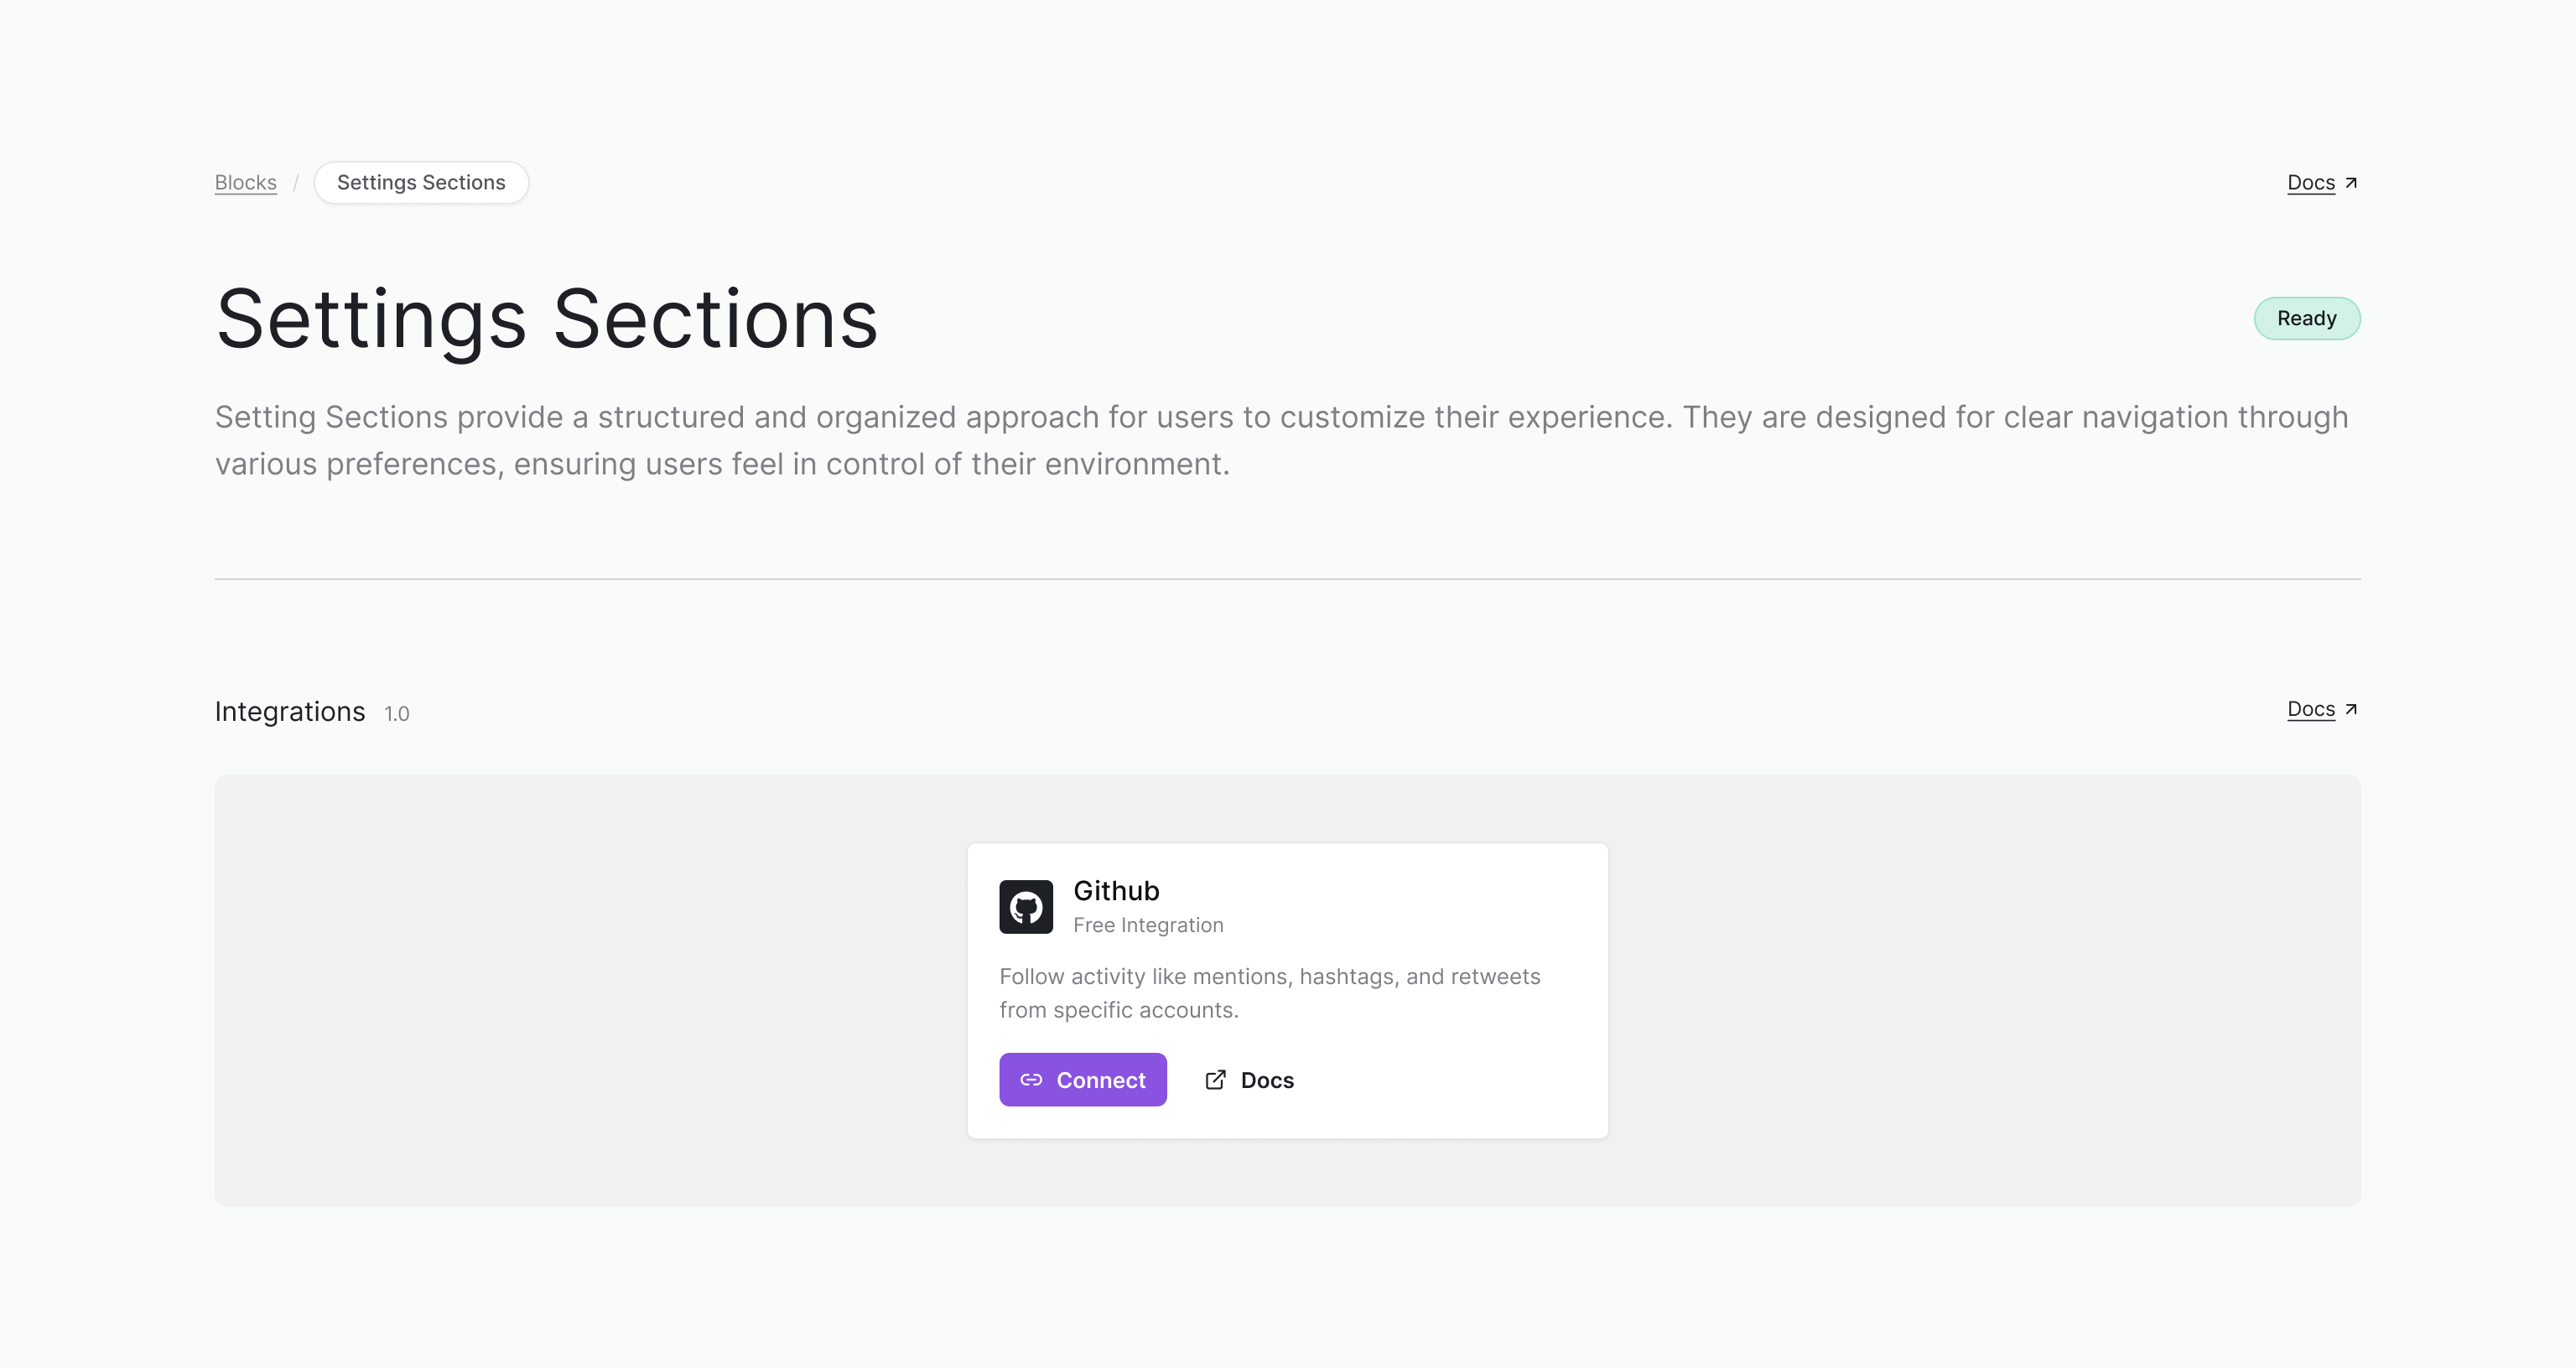 Blocks / Settings Sections
Docs
Settings Sections
Ready
Setting Sections provide a structured and organized approach for users to customize their experience. They are designed for clear navigation through
various preferences, ensuring users feel in control of their environment.
Integrations 1.0
Docs
Github
Free Integration
Follow activity like mentions, hashtags, and retweets
from specific accounts.
Connect
Docs